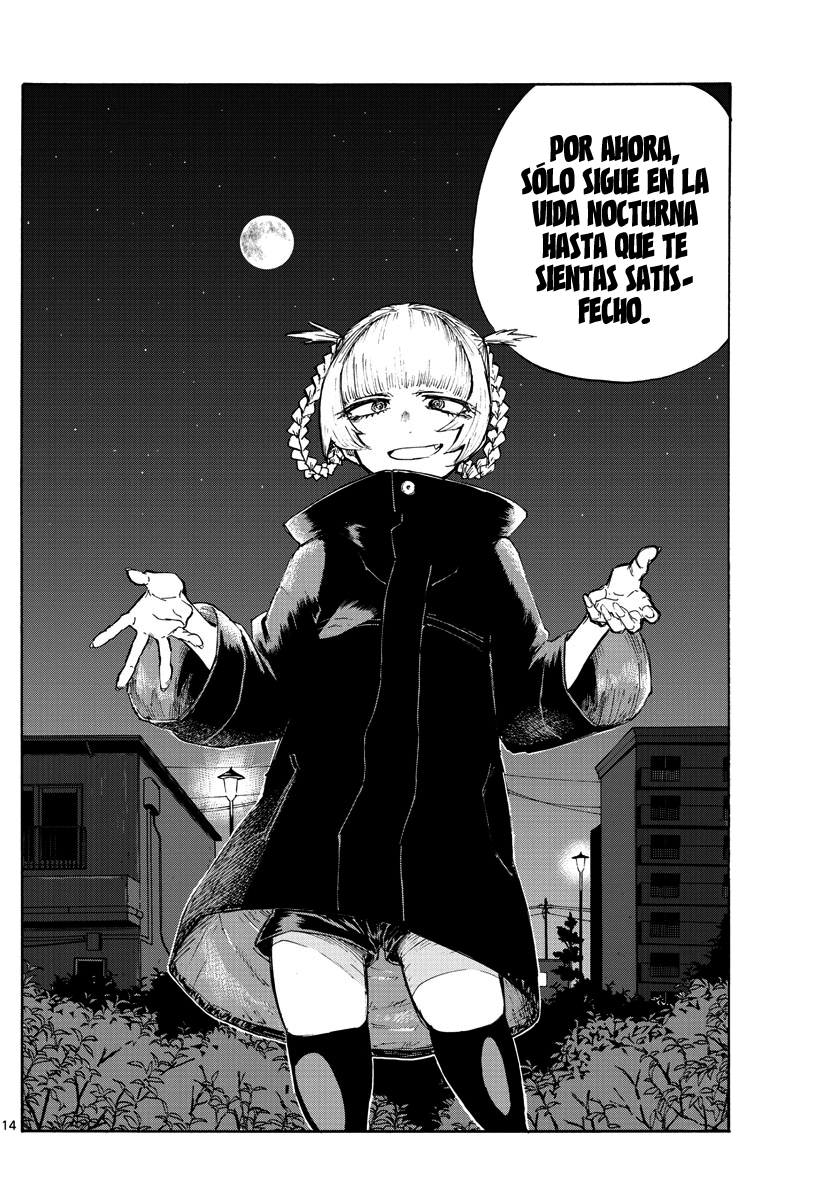 POR AHORA,
SÓLO SIGUE EN LA
VIDA NOCTURNA
HASTA QUE TE
SIENTAS SATIS-
FECHO.
14